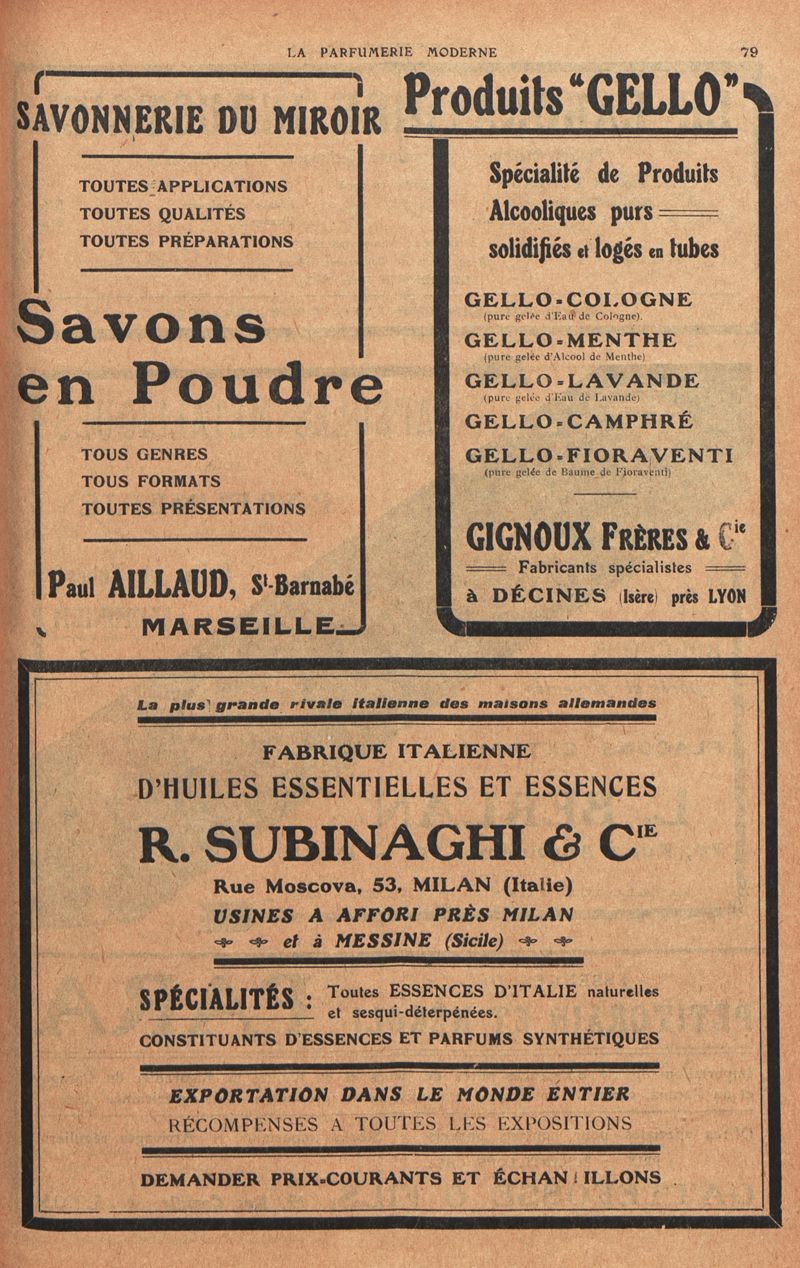 LA PARFUMERIE MODERNE
79
SAVONNERIE DU MIROIR
TOUTES APPLICATIONS
TOUTES QUALITÉS
TOUTES PRÉPARATIONS
Savons
en Poudre
TOUS GENRES
TOUS FORMATS
TOUTES PRÉSENTATIONS
Paul AILLAUD, St-Barnabé
MARSEILLE
Produits "GELLO"
Spécialité de Produits
Alcooliques purs
solidifiés et logés en tubes
GELLO-COLOGNE
(pure gelée d'Eau de Cologne).
GELLO-MENTHE
(pure gelée d'Alcool de Menthe)
GELLO-LAVANDE
(pure gelée d'Eau de Lavande)
GELLO-CAMPHRÉ
GELLO-FIORAVENTI
(pure gelée de Baume de Fioraventi)
GIGNOUX FRÈRES & Cie
Fabricants spécialistes
à DÉCINES (Isère) près LYON
La plus grande rivale italienne des maisons allemandes
FABRIQUE ITALIENNE
D'HUILES ESSENTIELLES ET ESSENCES
R. SUBINAGHI & CIE
Rue Moscova, 53, MILAN (Italie)
USINES A AFFORI PRÈS MILAN
et à MESSINE (Sicile)
SPÉCIALITÉS : Toutes ESSENCES D'ITALIE naturelles
et sesqui-déterpénées.
CONSTITUANTS D'ESSENCES ET PARFUMS SYNTHÉTIQUES
EXPORTATION DANS LE MONDE ENTIER
RÉCOMPENSES A TOUTES LES EXPOSITIONS
DEMANDER PRIX-COURANTS ET ÉCHANTILLONS